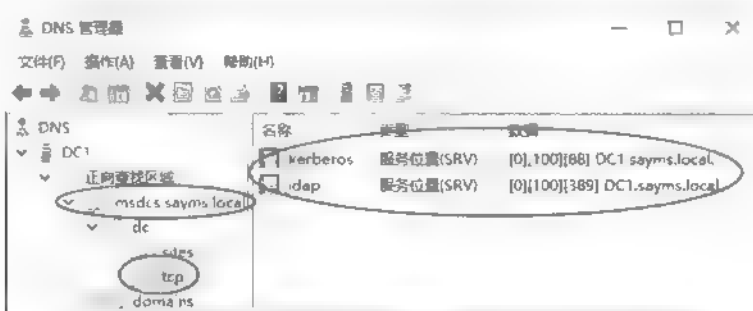 DNS 管理器
文件(F) 操作(A) 查看(V) 帮助(H)
DNS
DC1
正向查找区域
msdcs.sayms.local
dc
sites
tcp
domains
名称 类型 数据
kerberos 服务位置(SRV) [0],100][88] DC1.sayms.local.
ldap 服务位置(SRV) [0][100][389] DC1.sayms.local.